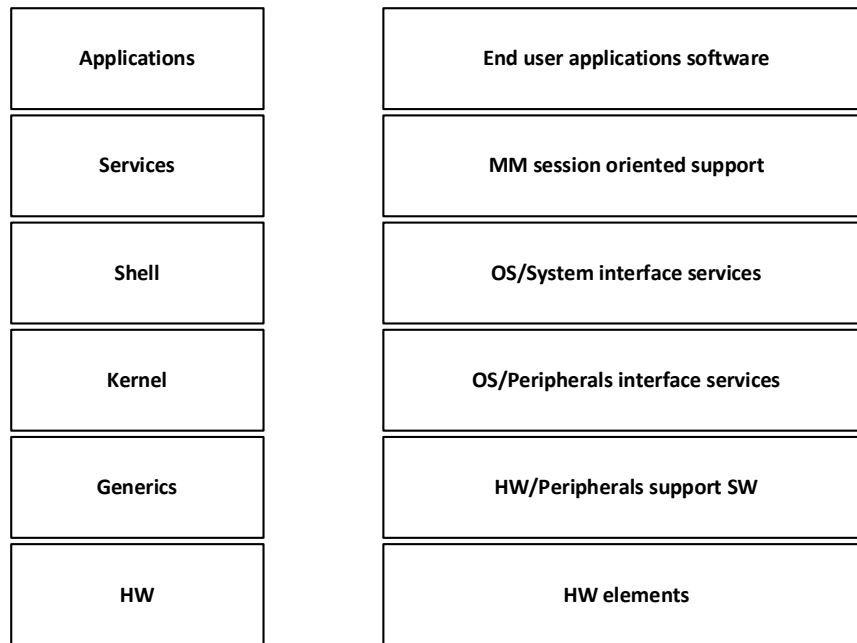 Applications
End user applications software
Services
MM session oriented support
Shell
OS/System interface services
Kernel
OS/Peripherals interface services
Generics
HW/Peripherals support SW
HW
HW elements